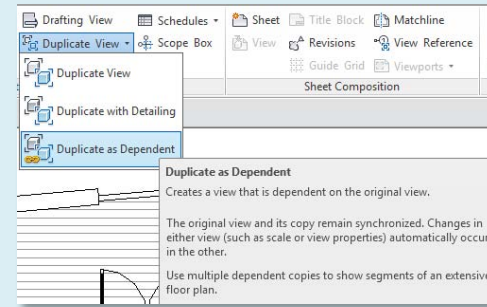 Drafting View Schedules Sheet Title Block Matchline
Duplicate View Scope Box View Revisions View Reference
Guide Grid Viewports
Duplicate View
Sheet Composition
Duplicate with Detailing
Duplicate as Dependent
Duplicate as Dependent
Creates a view that is dependent on the original view.
The original view and its copy remain synchronized. Changes in
either view (such as scale or view properties) automatically occur
in the other.
Use multiple dependent copies to show segments of an extensive
floor plan.